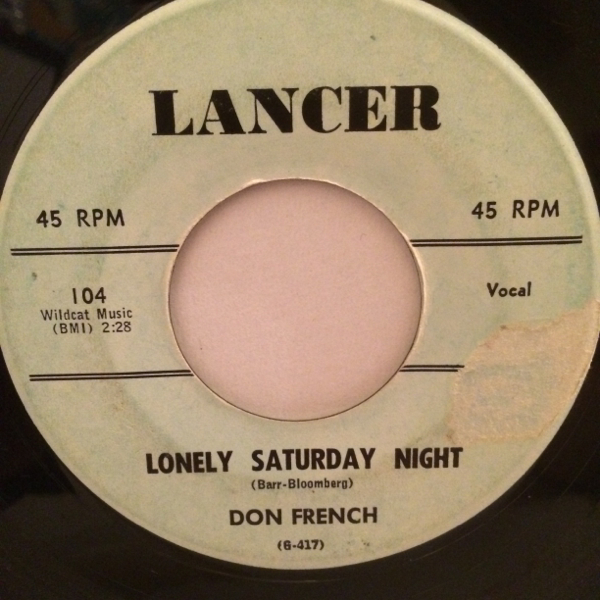 LANCER
45 RPM 45 RPM
104 Vocal
Wildcat Music
(BMI) 2:28
LONELY SATURDAY NIGHT
(Barr-Bloomberg)
DON FRENCH
(G-417)